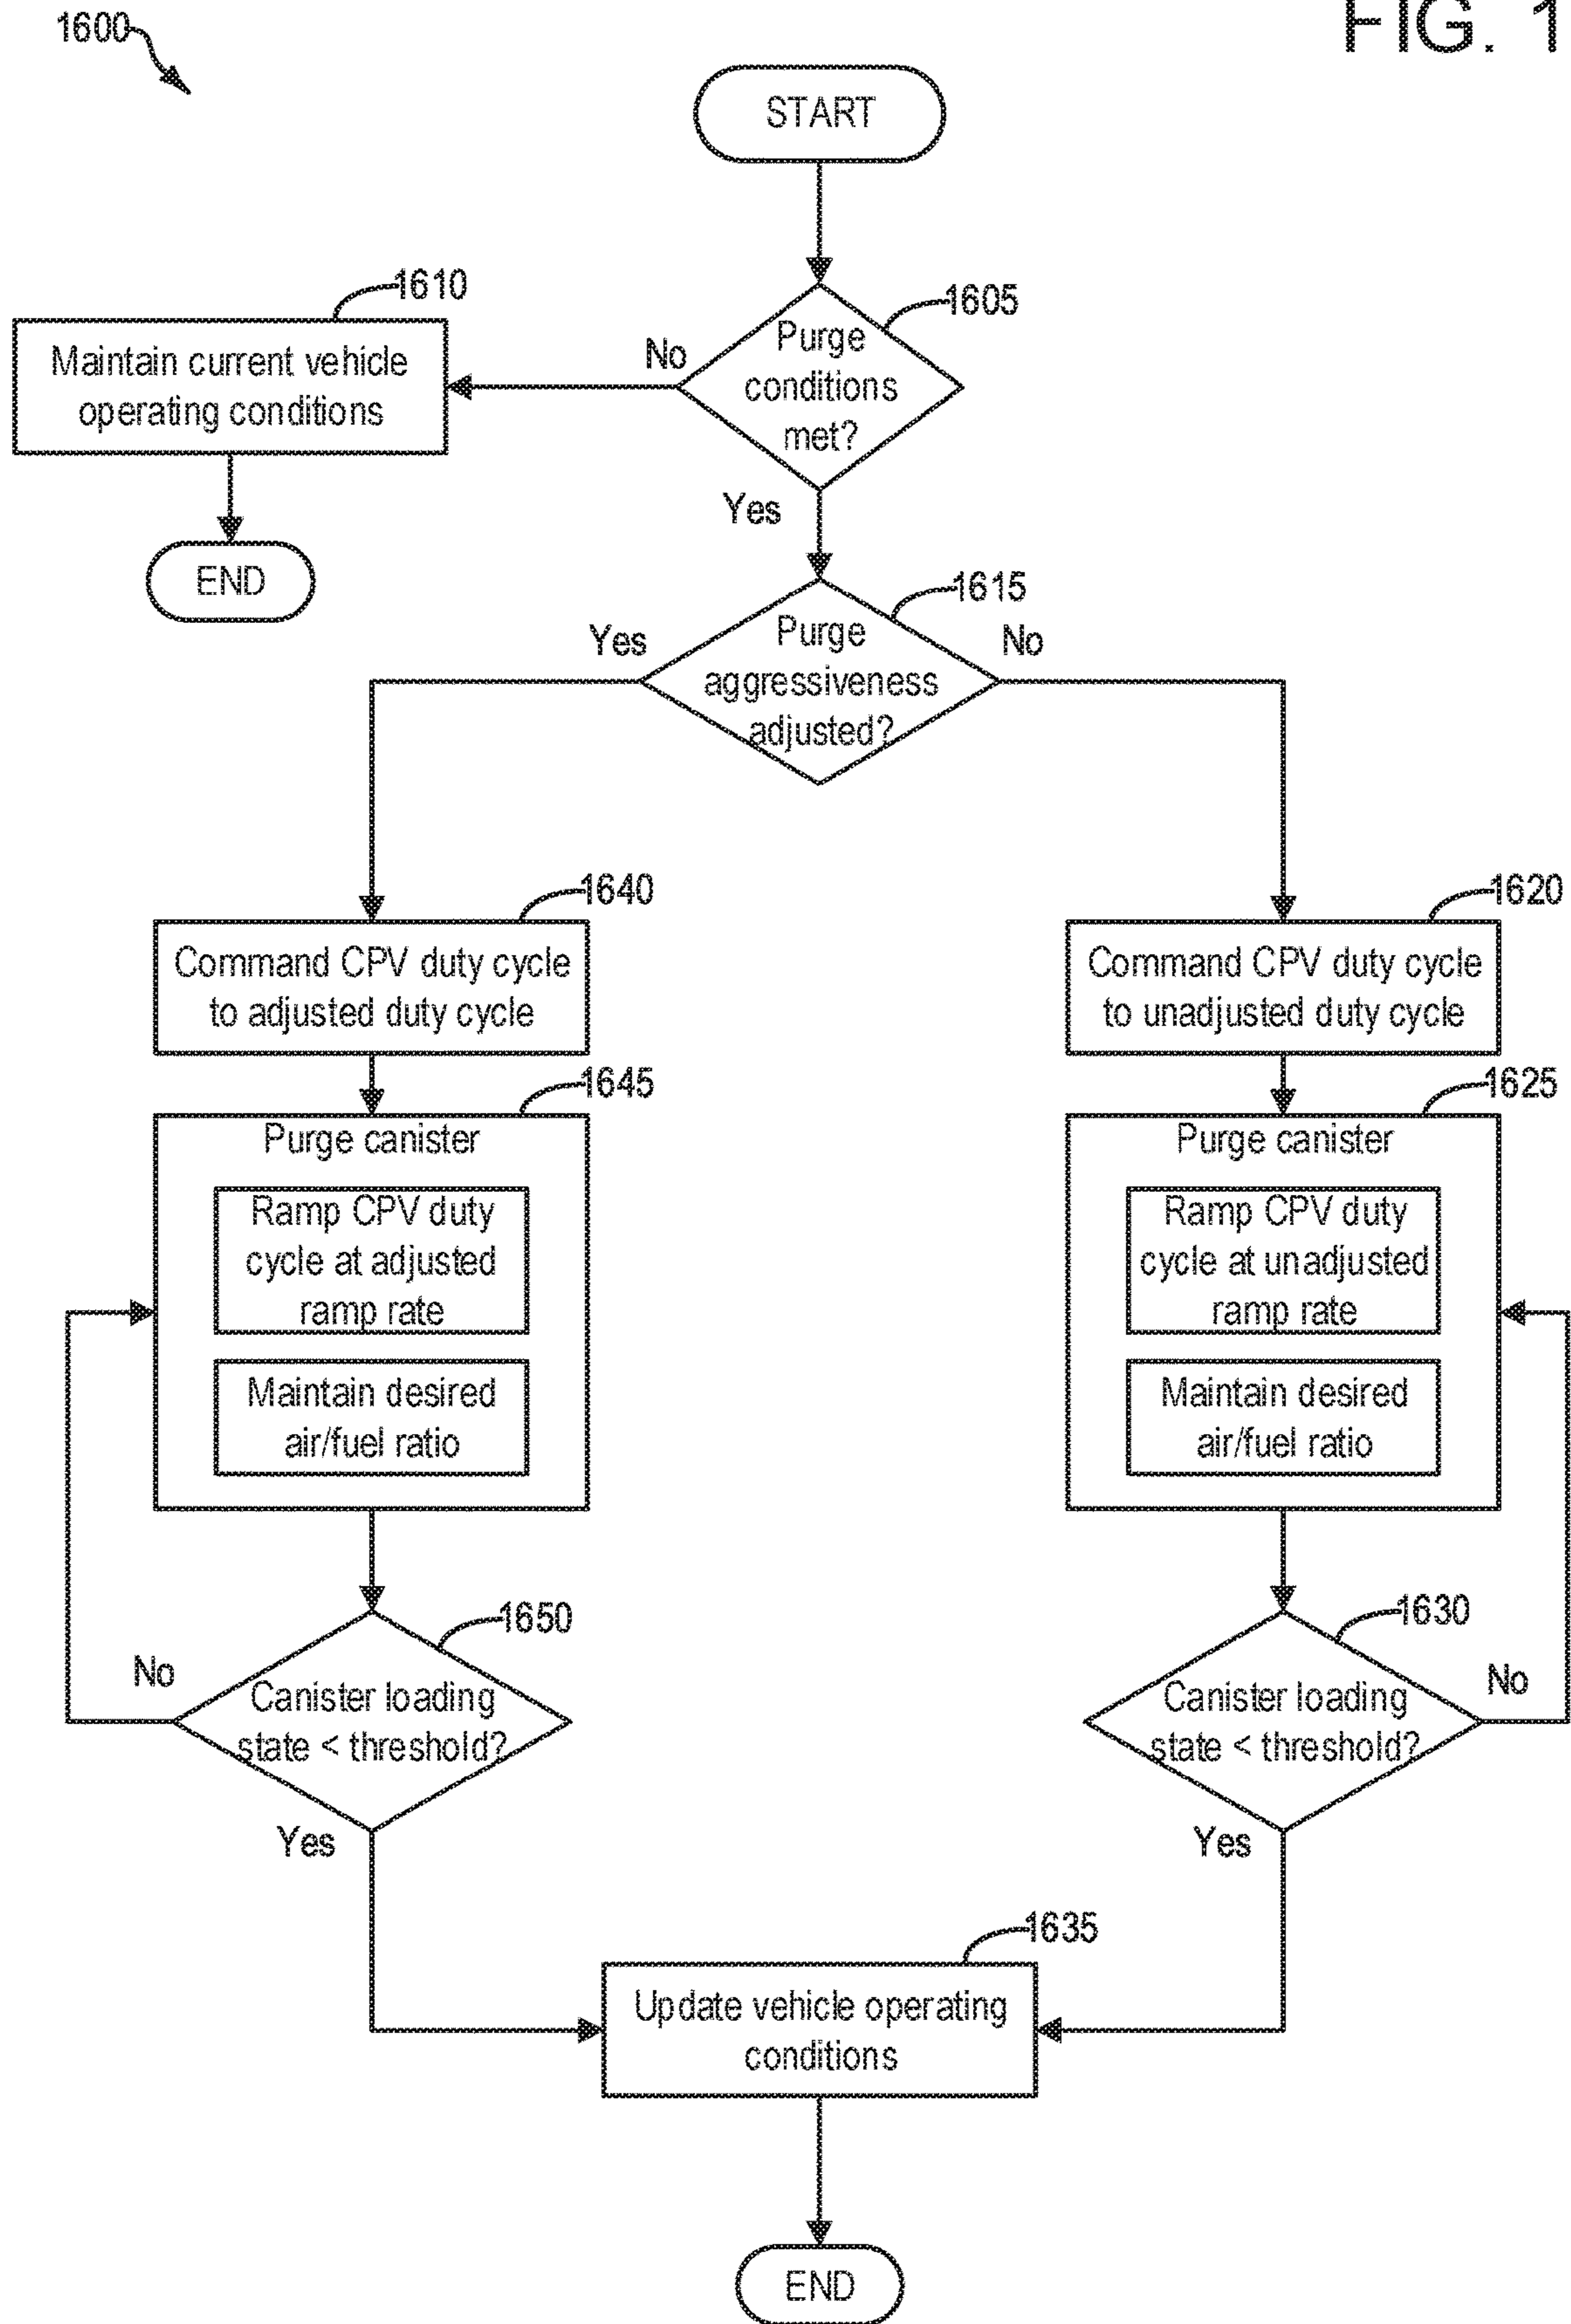 1600
FIG. 1
START
1610
1605
Maintain current vehicle
operating conditions
No
Purge
conditions
met?
Yes
END
1615
Yes
Purge
aggressiveness
adjusted?
No
1640
1620
Command CPV duty cycle
to adjusted duty cycle
Command CPV duty cycle
to unadjusted duty cycle
1645
1625
Purge canister
Ramp CPV duty
cycle at adjusted
ramp rate
Maintain desired
air/fuel ratio
Purge canister
Ramp CPV duty
cycle at unadjusted
ramp rate
Maintain desired
air/fuel ratio
1650
1630
No
Canister loading
state < threshold?
Yes
Canister loading
state < threshold?
No
Yes
1635
Update vehicle operating
conditions
END